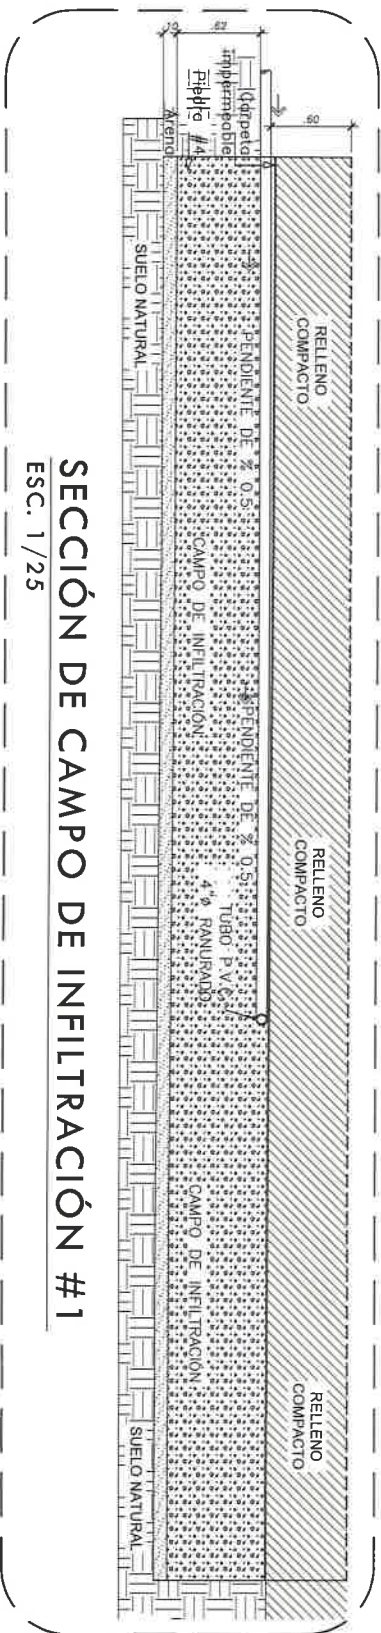 .60
.62
.10
Carpeta
impermeable
Piedra #4
Arena
RELLENO
COMPACTO
RELLENO
COMPACTO
RELLENO
COMPACTO
PENDIENTE DE % 0.5
PENDIENTE DE % 0.5
TUBO P.V.C.
4"ø RANURADO
CAMPO DE INFILTRACIÓN
CAMPO DE INFILTRACIÓN
SUELO NATURAL
SUELO NATURAL
SECCIÓN DE CAMPO DE INFILTRACIÓN #1
ESC. 1/25